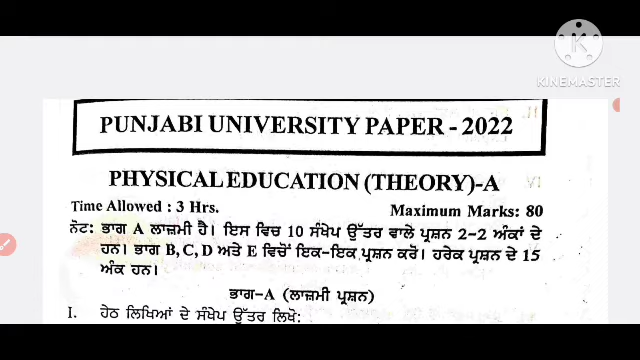 KINEMASTER
PUNJABI UNIVERSITY PAPER - 2022
PHYSICAL EDUCATION (THEORY)-A
Time Allowed : 3 Hrs. Maximum Marks: 80
ਨੋਟ: ਭਾਗ A ਲਾਜ਼ਮੀ ਹੈ। ਇਸ ਵਿਚ 10 ਸੰਖੇਪ ਉੱਤਰ ਵਾਲੇ ਪ੍ਰਸ਼ਨ 2-2 ਅੰਕਾਂ ਦੇ
ਹਨ। ਭਾਗ B, C, D ਅਤੇ E ਵਿਚੋਂ ਇਕ-ਇਕ ਪ੍ਰਸ਼ਨ ਕਰੋ। ਹਰੇਕ ਪ੍ਰਸ਼ਨ ਦੇ 15
ਅੰਕ ਹਨ।
ਭਾਗ-A (ਲਾਜ਼ਮੀ ਪ੍ਰਸ਼ਨ)
I. ਹੇਠ ਲਿਖਿਆਂ ਦੇ ਸੰਖੇਪ ਉੱਤਰ ਲਿਖੋ: